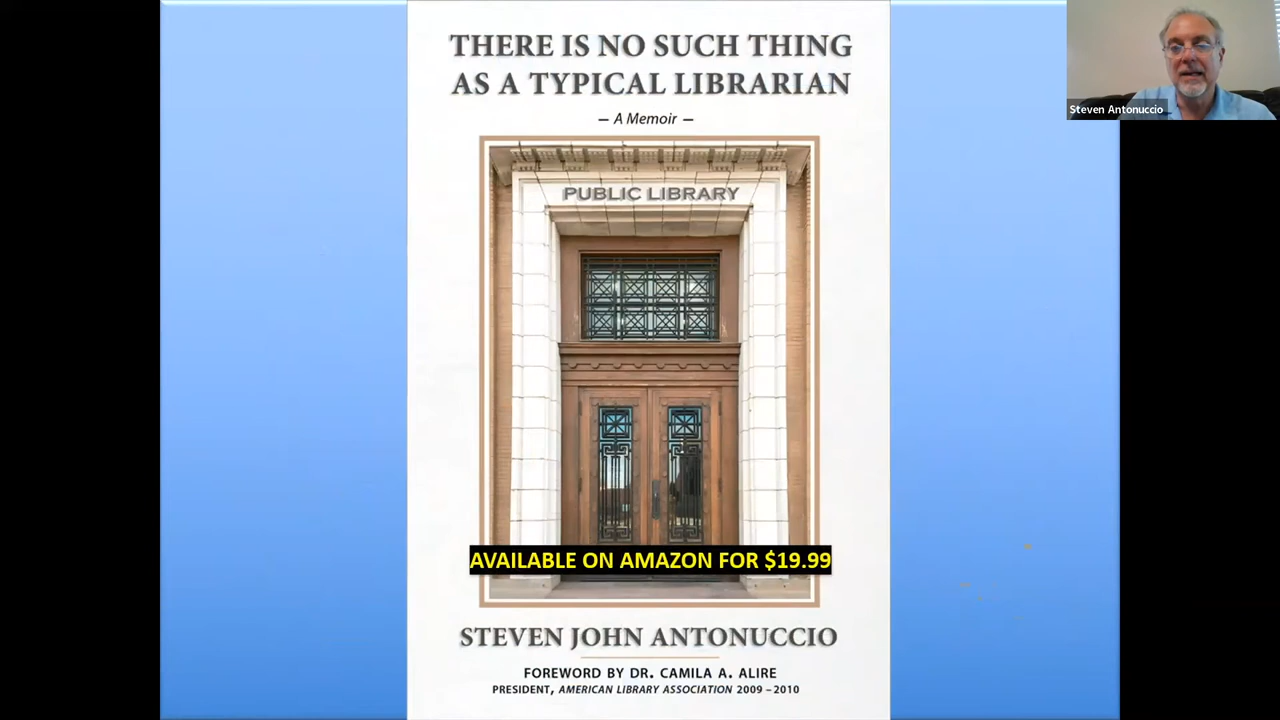 THERE IS NO SUCH THING
AS A TYPICAL LIBRARIAN
– A Memoir –
PUBLIC LIBRARY
AVAILABLE ON AMAZON FOR $19.99
STEVEN JOHN ANTONUCCIO
FOREWORD BY DR. CAMILA A. ALIRE
PRESIDENT, AMERICAN LIBRARY ASSOCIATION 2009 – 2010
Steven Antonuccio